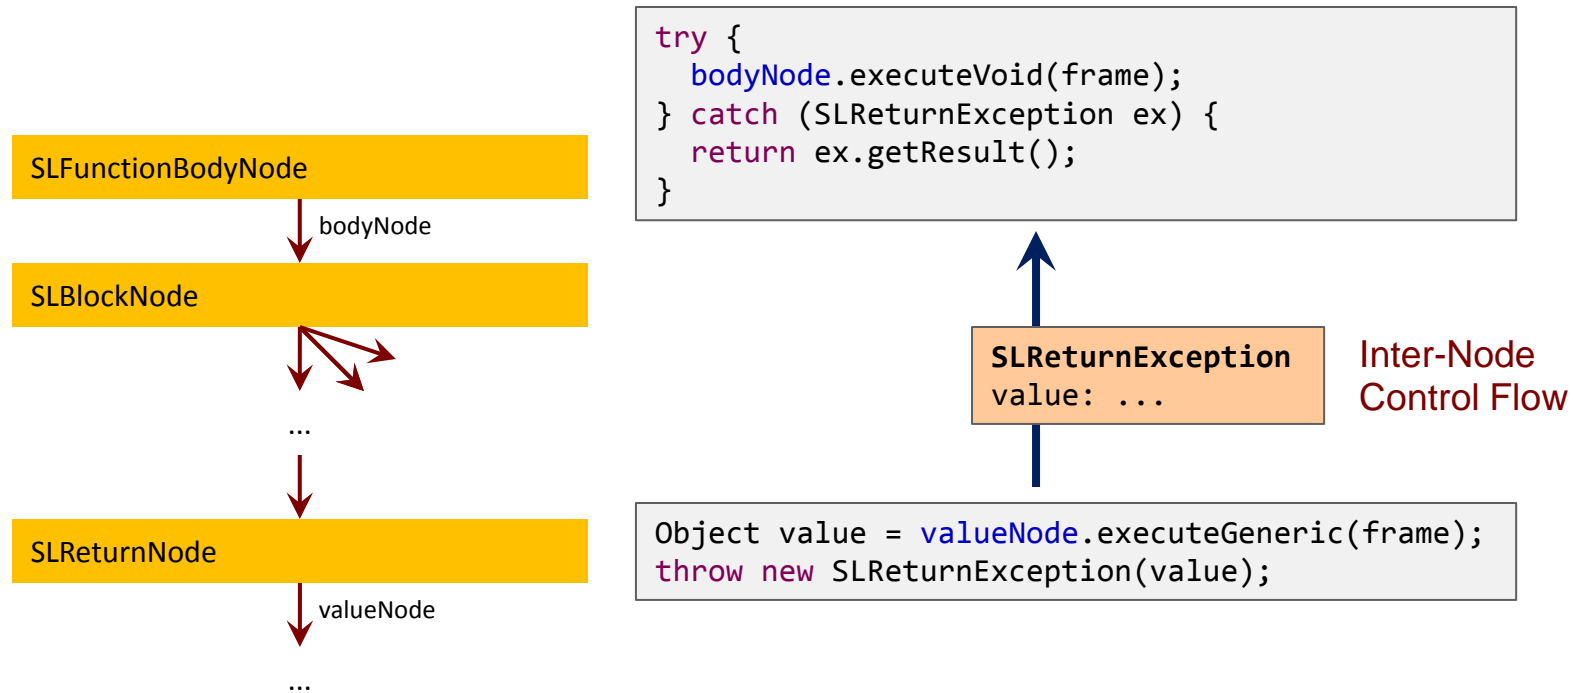 SLFunctionBodyNode
bodyNode
SLBlockNode
...
SLReturnNode
valueNode
...
try {
  bodyNode.executeVoid(frame);
} catch (SLReturnException ex) {
  return ex.getResult();
}
SLReturnException
value: ...
Inter-Node
Control Flow
Object value = valueNode.executeGeneric(frame);
throw new SLReturnException(value);